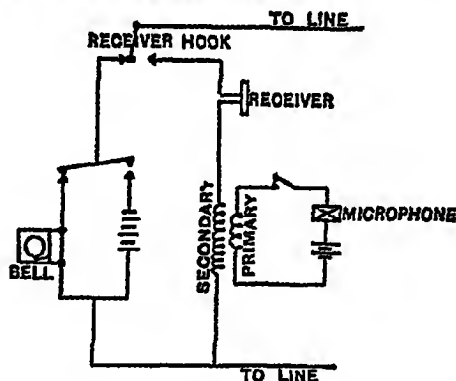 TO LINE
RECEIVER HOOK
RECEIVER
SECONDARY
PRIMARY
MICROPHONE
BELL
TO LINE